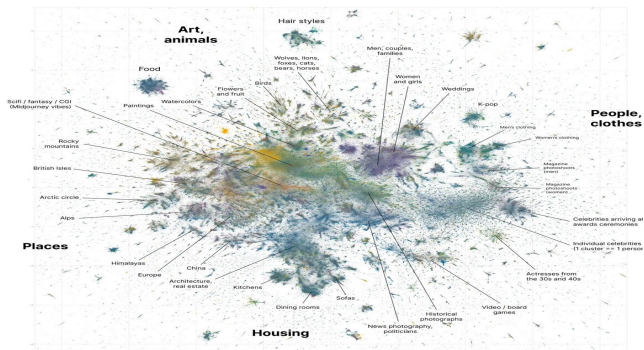 Art,
animals
Hair styles
Men, couples,
families
Wolves, lions,
foxes, cats,
bears, horses
Food
Birds
Women
and girls
Flowers
and fruit
Weddings
Scifi / fantasy / CGI
(Midjourney vibes)
Watercolors
Paintings
K-pop
People,
clothes
Men's clothing
Women's clothing
Rocky
mountains
British Isles
Magazine
photoshoots
(men)
Magazine
photoshoots
(women)
Arctic circle
Alps
Celebrities arriving at
awards ceremonies
Places
Individual celebrities
(1 cluster == 1 person
Himalayas
Europe
China
Actresses from
the 30s and 40s
Architecture,
real estate
Kitchens
Dining rooms
Sofas
Video / board
games
Historical
photographs
News photography,
politicians
Housing